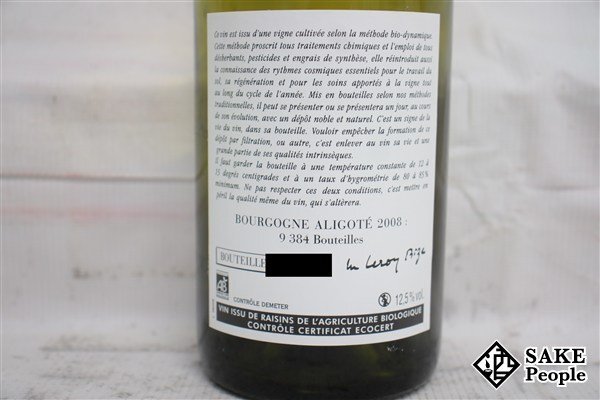 Ce vin est issu d'une vigne cultivée selon la méthode bio-dynamique.
Cette méthode proscrit tous traitements chimiques et l'emploi de tous
désherbants, pesticides et engrais de synthèse, elle réintroduit aussi
la connaissance des rythmes cosmiques essentiels pour le travail du
sol, sa régénération et pour les soins apportés à la vigne tout
au long du cycle de l'année. Mis en bouteilles selon nos méthodes
traditionnelles, il peut se présenter ou se présentera un jour, au cours
de son évolution, avec un dépôt noble et naturel. C'est un signe de la
vie du vin, dans sa bouteille. Vouloir empêcher la formation de ce
dépôt par filtration, ou autre, c'est enlever au vin sa vie et une
grande partie de ses qualités intrinsèques.
Il faut garder la bouteille à une température constante de 12 à
13 degrés centigrades et à un taux d'hygrométrie de 80 à 85%
minimum. Ne pas respecter ces deux conditions, c'est mettre en
péril la qualité même du vin, qui s'altèrera.
BOURGOGNE ALIGOTÉ 2008 :
9 384 Bouteilles
BOUTEILLE
Leroy Bize
AB
CONTRÔLE DEMETER
12,5% vol.
VIN ISSU DE RAISINS DE L'AGRICULTURE BIOLOGIQUE
CONTRÔLE CERTIFICAT ECOCERT
SAKE
People